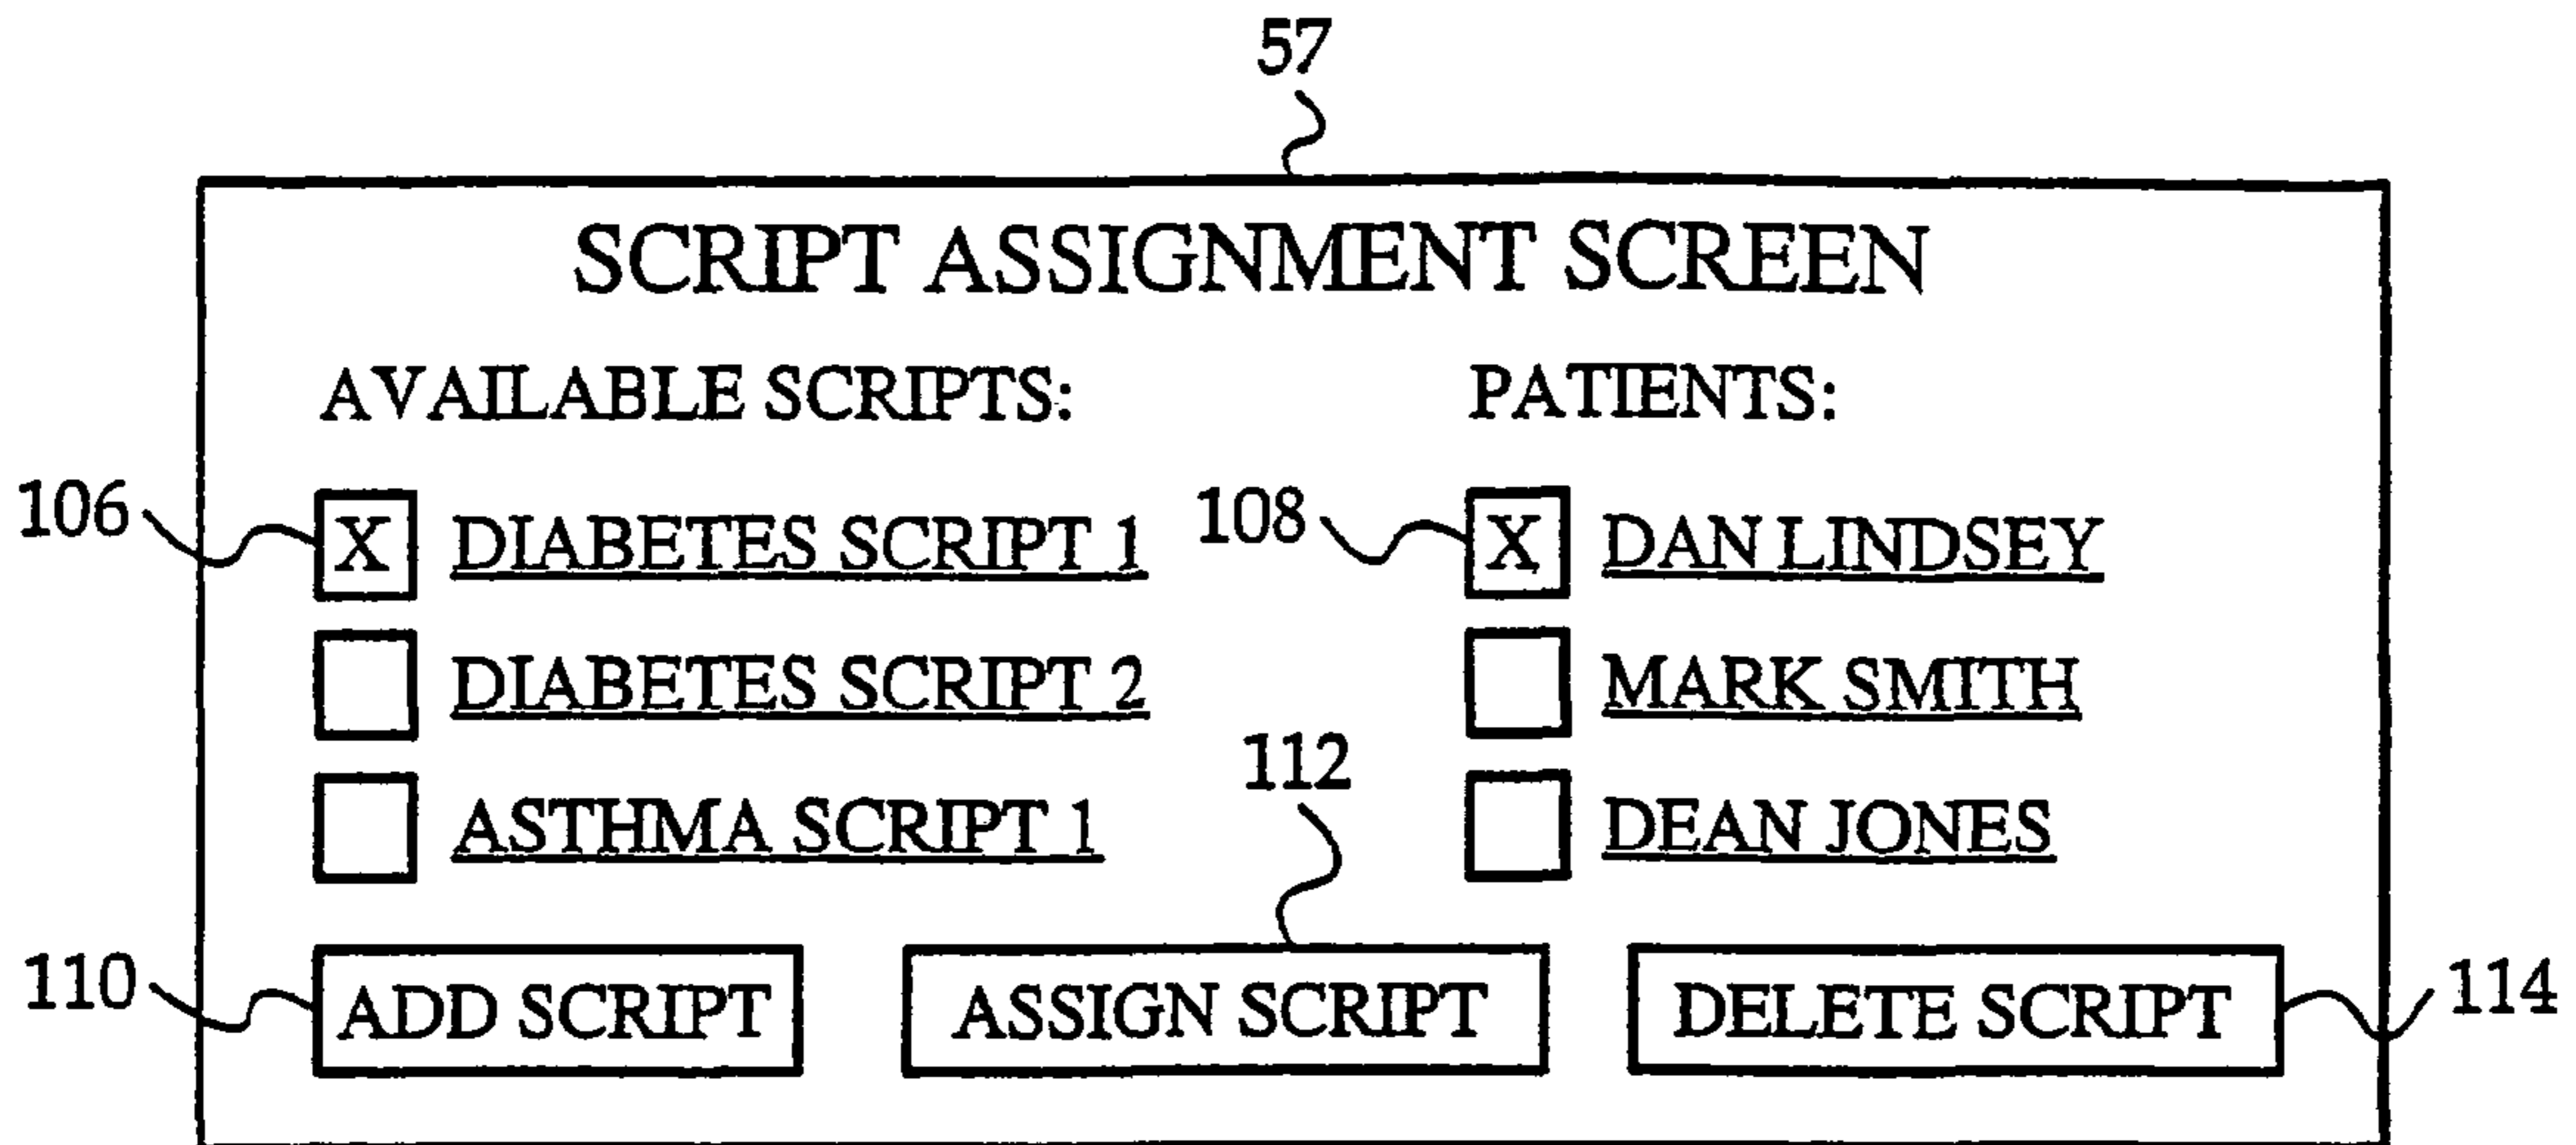 57
SCRIPT ASSIGNMENT SCREEN
AVAILABLE SCRIPTS: PATIENTS:
106 X DIABETES SCRIPT 1 108 X DAN LINDSEY
DIABETES SCRIPT 2 MARK SMITH
112
ASTHMA SCRIPT 1 DEAN JONES
110 ADD SCRIPT ASSIGN SCRIPT DELETE SCRIPT 114